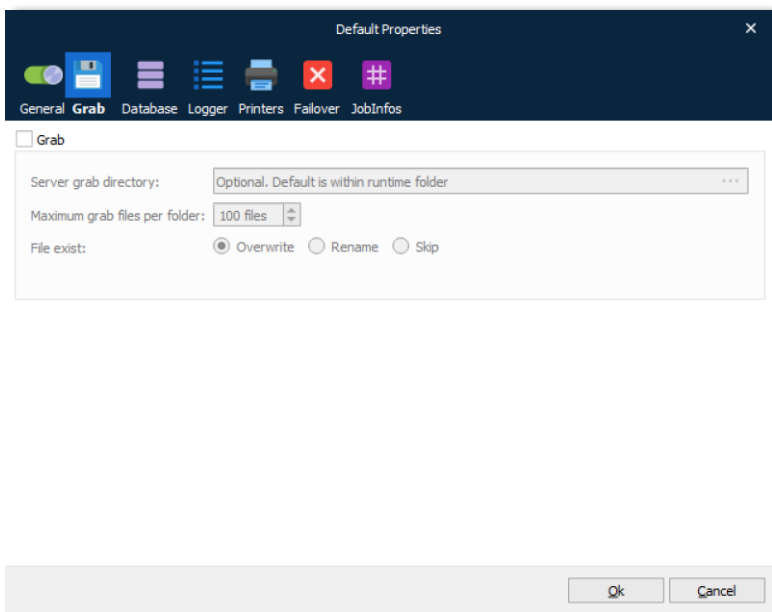 Default Properties
General Grab Database Logger Printers Failover JobInfos
Grab
Server grab directory: Optional. Default is within runtime folder ...
Maximum grab files per folder: 100 files
File exist: Overwrite Rename Skip
Ok Cancel